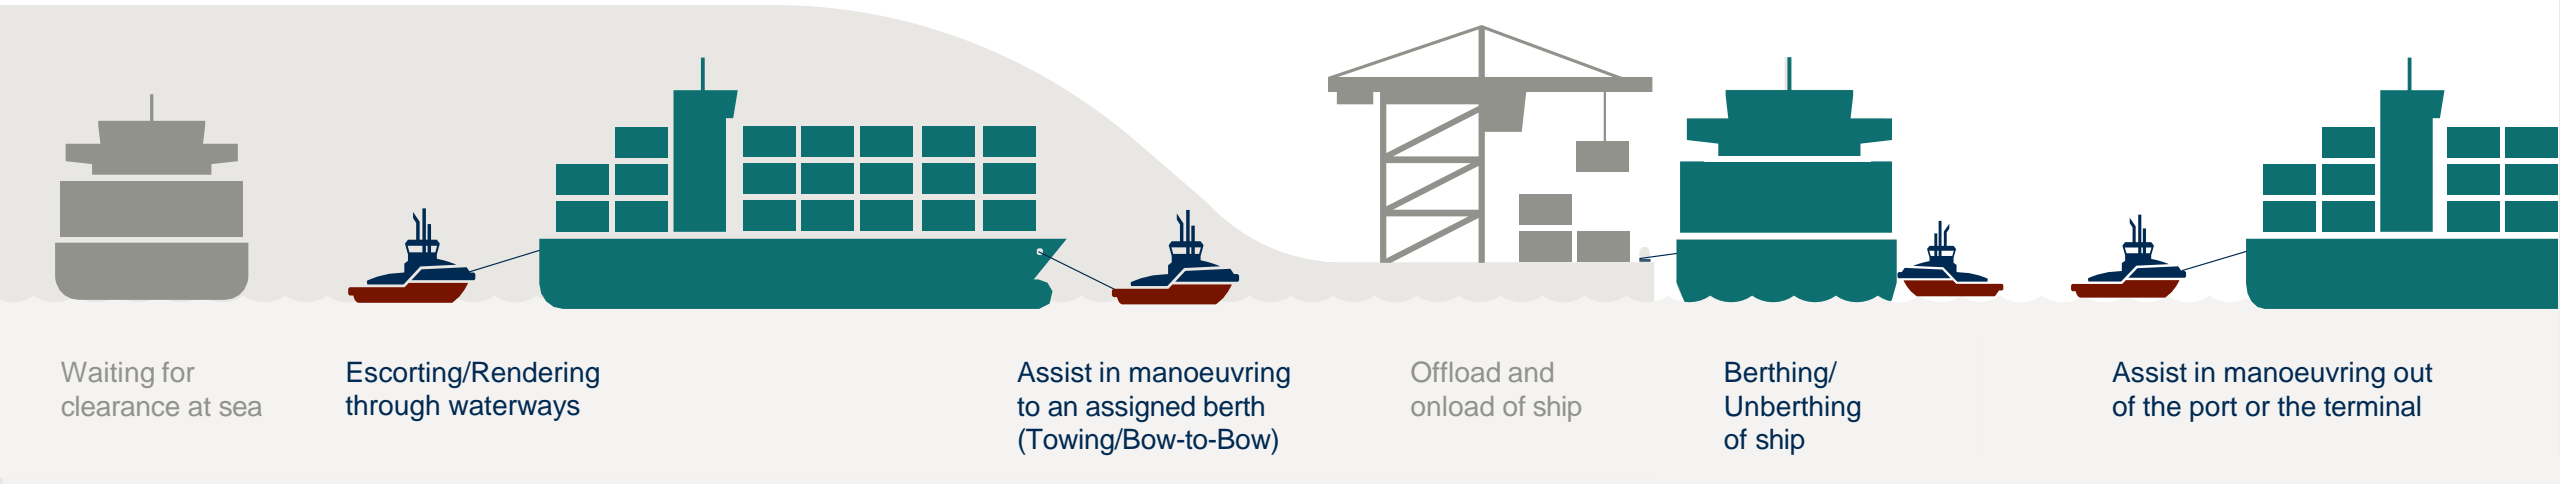 Waiting for
clearance at sea
Escorting/Rendering
through waterways
Assist in manoeuvring
to an assigned berth
(Towing/Bow-to-Bow)
Offload and
onload of ship
Berthing/
Unberthing
of ship
Assist in manoeuvring out
of the port or the terminal